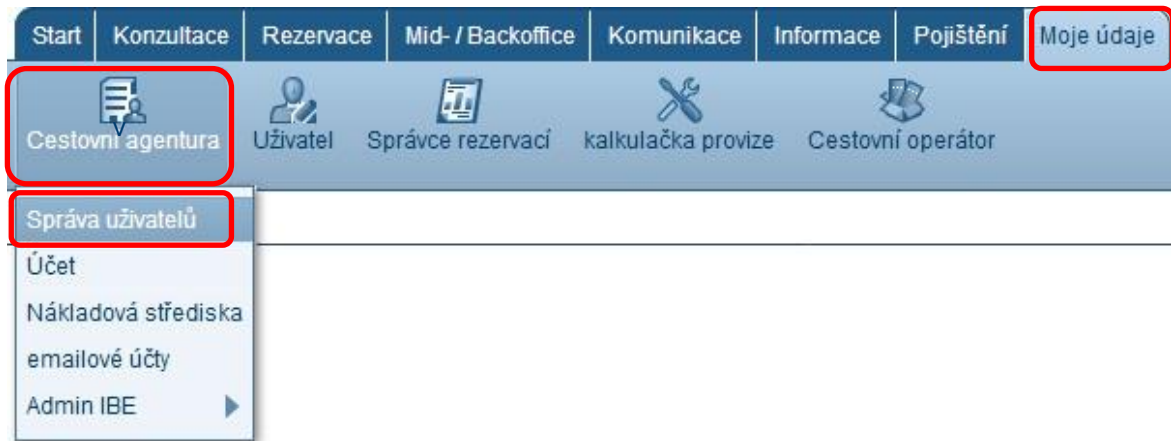 Start Konzultace Rezervace Mid- / Backoffice Komunikace Informace Pojištění Moje údaje
Cestovní agentura Uživatel Správce rezervací kalkulačka provize Cestovní operátor
Správa uživatelů
Účet
Nákladová střediska
emailové účty
Admin IBE